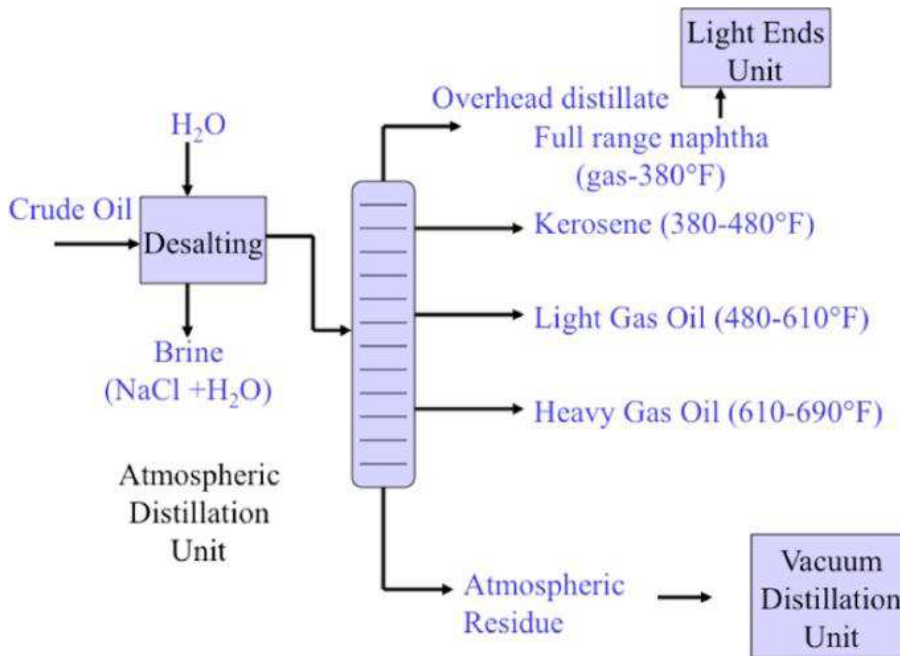 Light Ends
Unit
Overhead distillate
Full range naphtha
(gas-380°F)
H₂O
Crude Oil
Desalting
Kerosene (380-480°F)
Light Gas Oil (480-610°F)
Brine
(NaCl +H₂O)
Heavy Gas Oil (610-690°F)
Atmospheric
Distillation
Unit
Atmospheric
Residue
Vacuum
Distillation
Unit